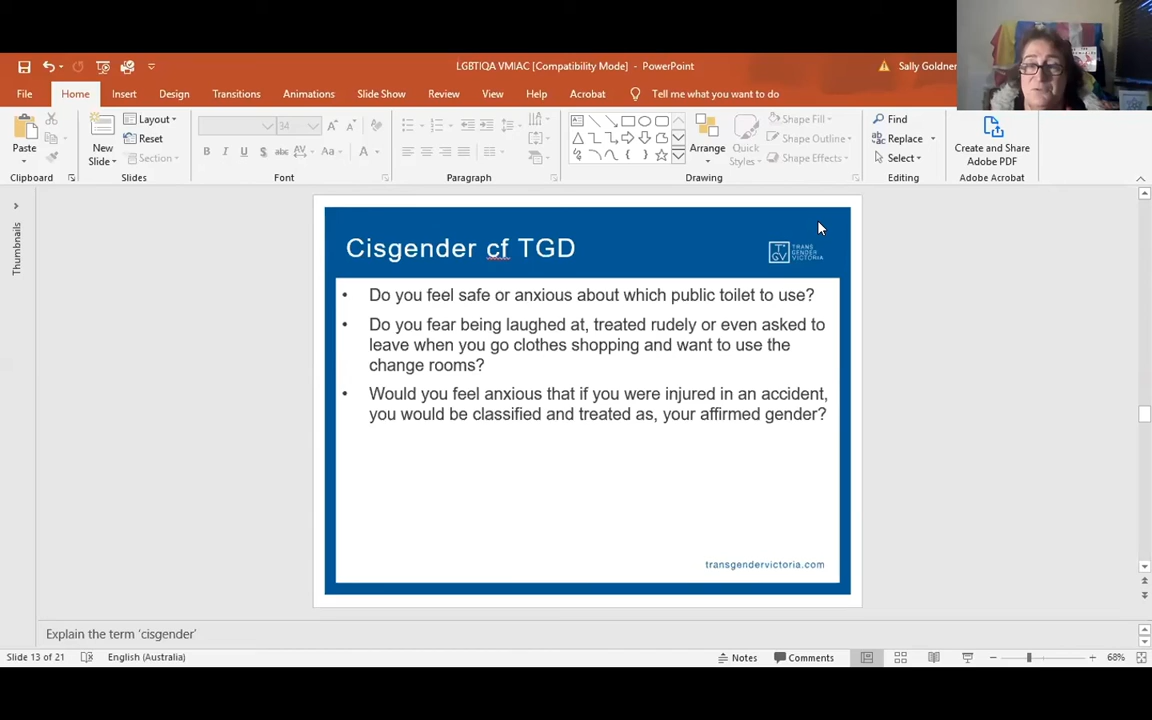 LGBTIQA VMIAC [Compatibility Mode] - PowerPoint
Sally Goldner
File Home Insert Design Transitions Animations Slide Show Review View Help Acrobat Tell me what you want to do
Paste
Clipboard
New
Slide
Layout
Reset
Section
Slides
34
B I U S abc AV Aa A
Font
Paragraph
Arrange
Quick
Styles
Shape Fill
Shape Outline
Shape Effects
Drawing
Find
Replace
Select
Editing
Create and Share
Adobe PDF
Adobe Acrobat
Thumbnails
Cisgender cf TGD
TRANS
GENDER
VICTORIA
• Do you feel safe or anxious about which public toilet to use?
• Do you fear being laughed at, treated rudely or even asked to
leave when you go clothes shopping and want to use the
change rooms?
• Would you feel anxious that if you were injured in an accident,
you would be classified and treated as, your affirmed gender?
transgendervictoria.com
Explain the term ‘cisgender’
Slide 13 of 21 English (Australia) Notes Comments 68%